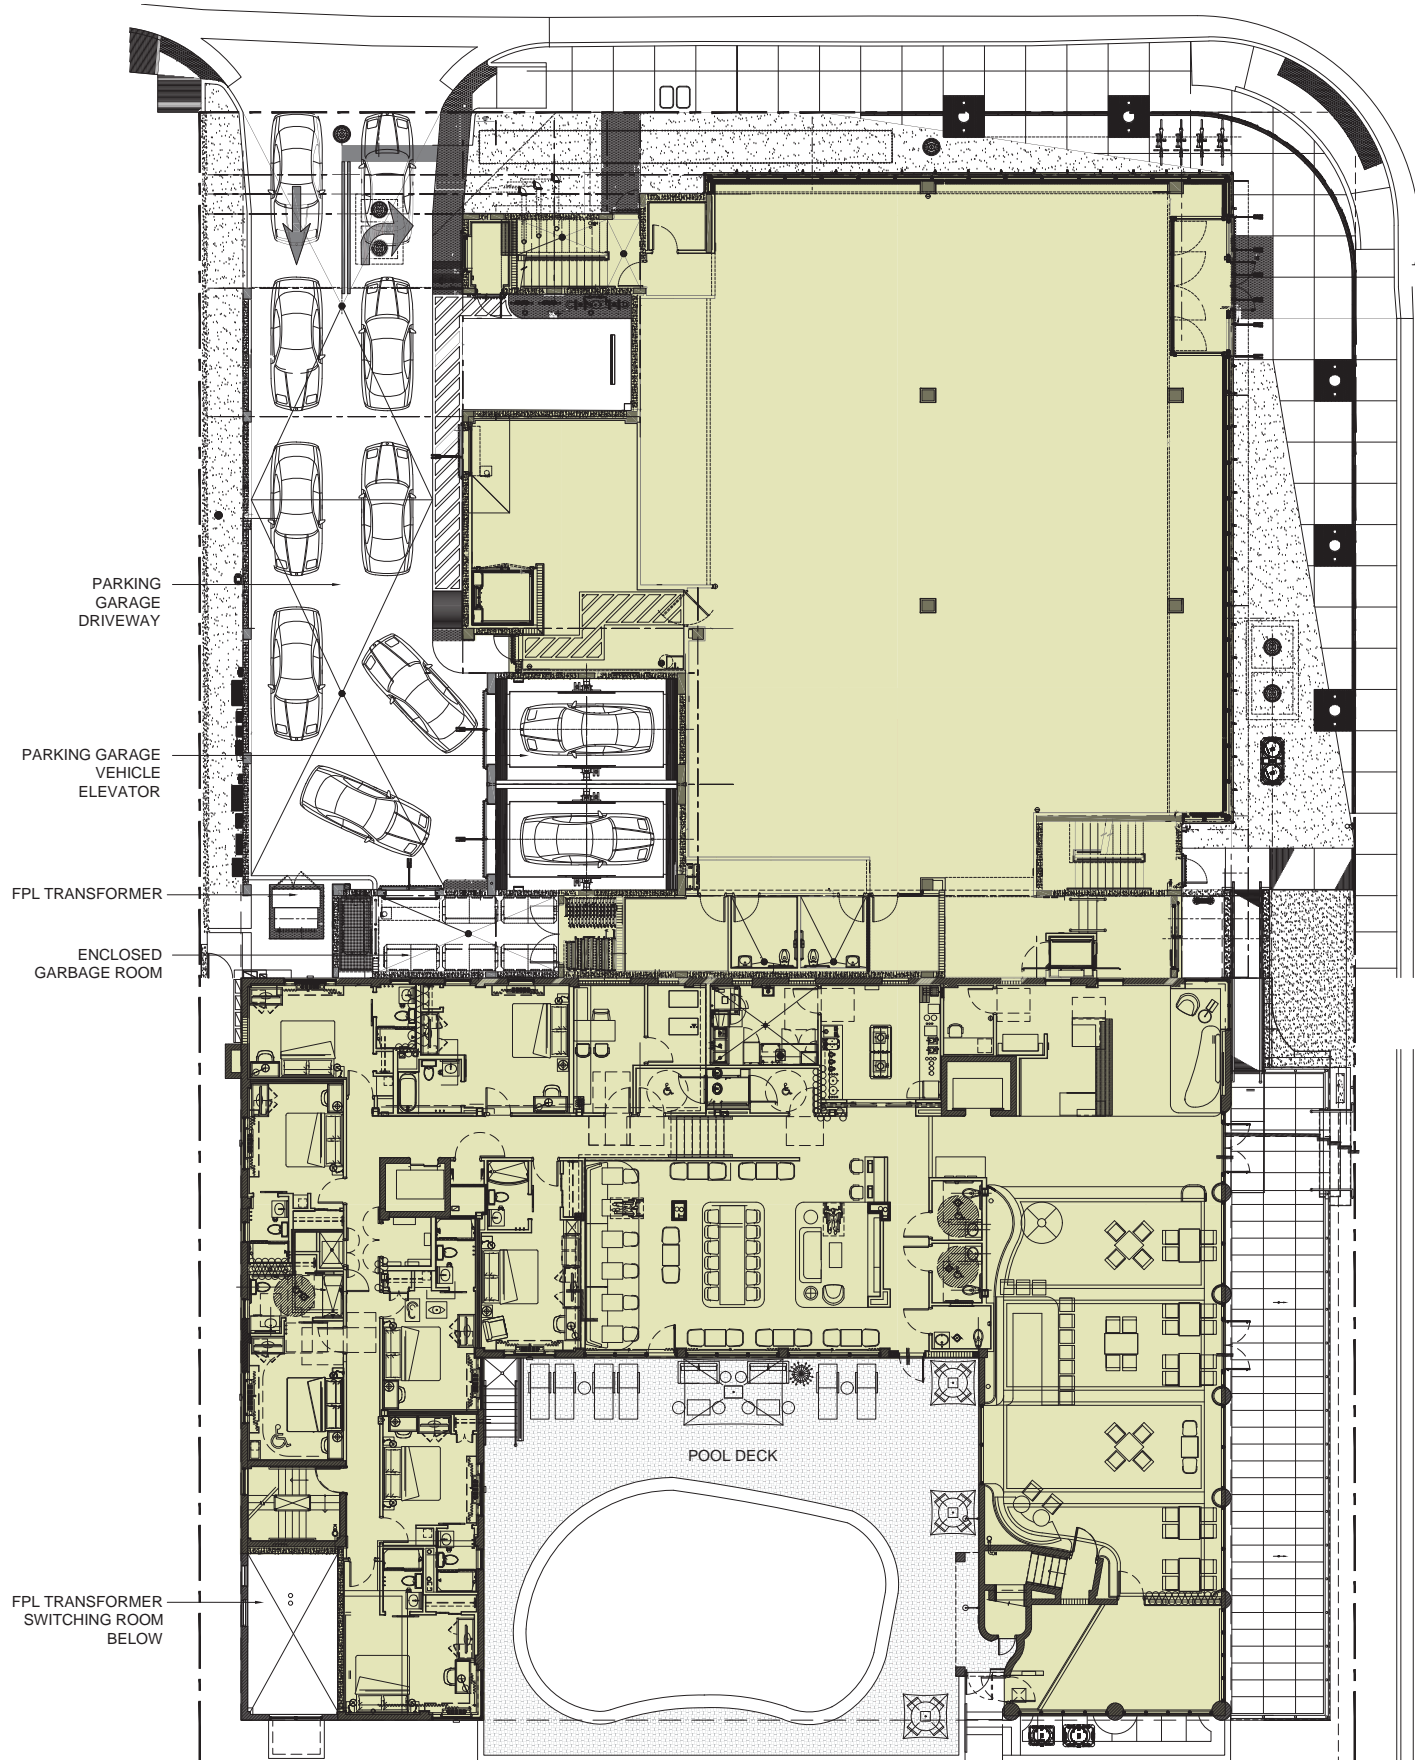 PARKING
GARAGE
DRIVEWAY
PARKING GARAGE
VEHICLE
ELEVATOR
FPL TRANSFORMER
ENCLOSED
GARBAGE ROOM
POOL DECK
FPL TRANSFORMER
SWITCHING ROOM
BELOW